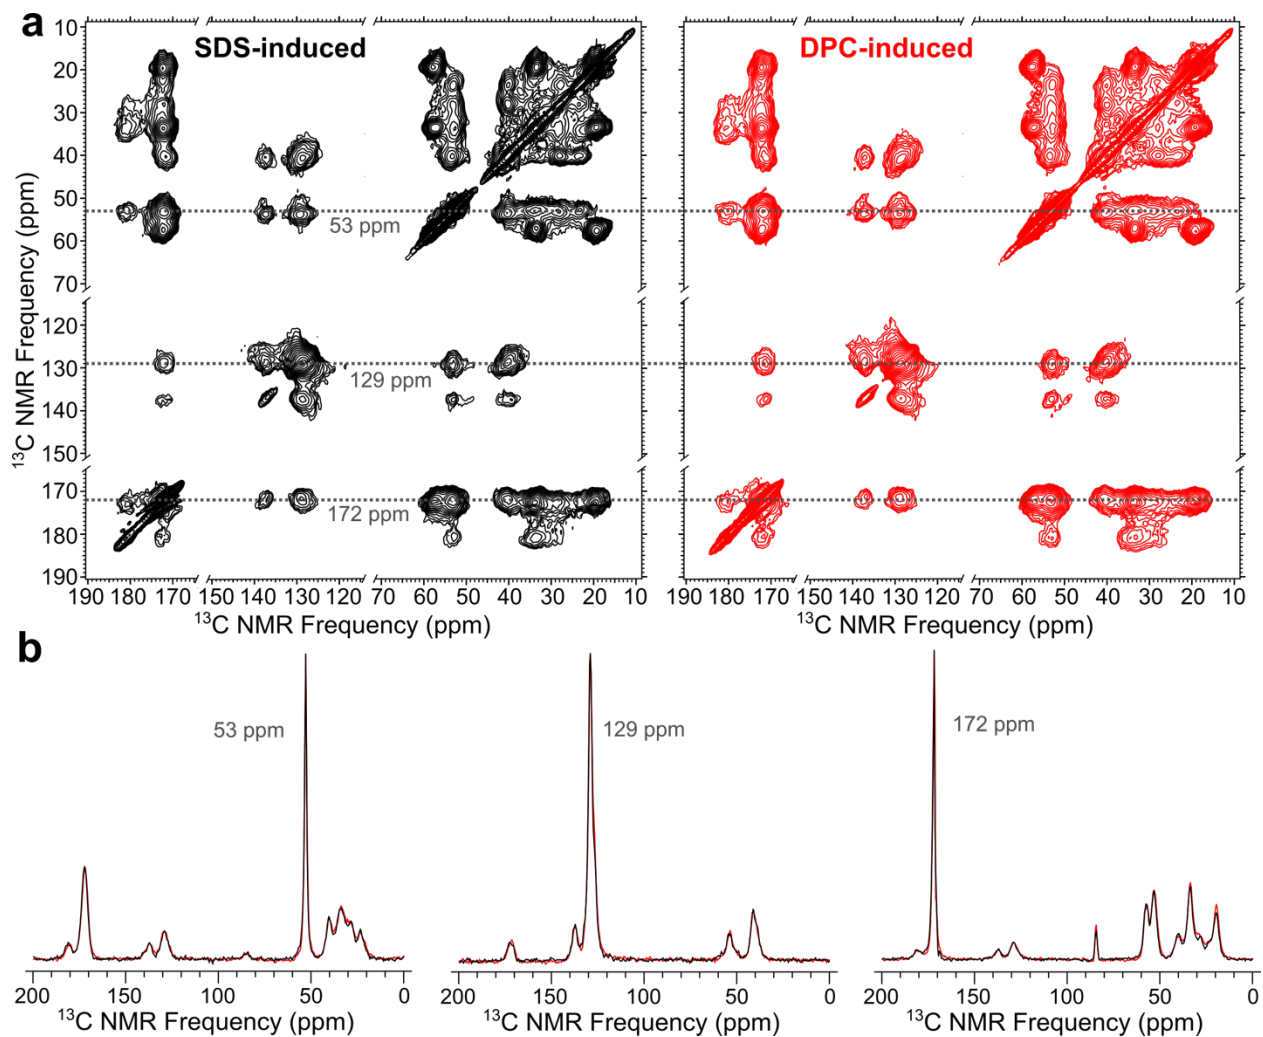 a
SDS-induced
DPC-induced
10
20
30
40
50
60
70
120
130
140
150
170
180
190
¹³C NMR Frequency (ppm)
53 ppm
129 ppm
172 ppm
190 180 170 150 140 130 120 70 60 50 40 30 20 10
¹³C NMR Frequency (ppm)
¹³C NMR Frequency (ppm)
190 180 170 150 140 130 120 60 50 40 30 20 10
¹³C NMR Frequency (ppm)
b
53 ppm
129 ppm
172 ppm
200 150 100 50 0
200 150 100 50 0
200 150 100 50 0
¹³C NMR Frequency (ppm)
¹³C NMR Frequency (ppm)
¹³C NMR Frequency (ppm)